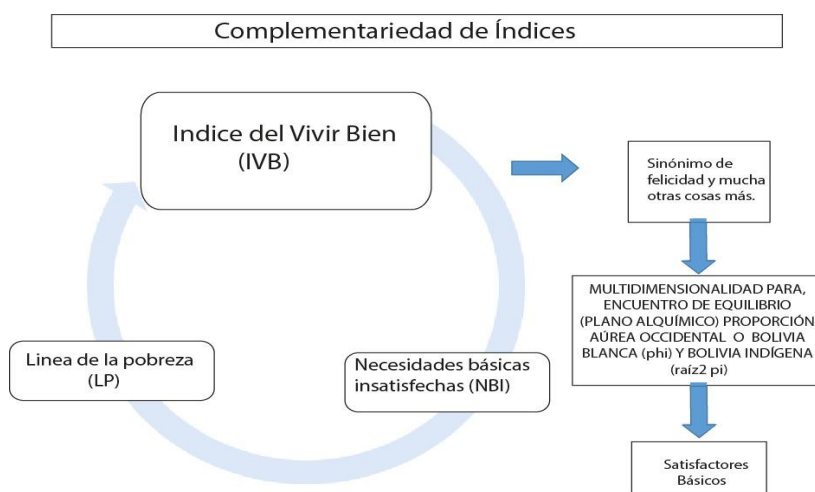 Complementariedad de Índices
Indice del Vivir Bien
(IVB)
Sinónimo de
felicidad y mucha
otras cosas más.
MULTIDIMENSIONALIDAD PARA,
ENCUENTRO DE EQUILIBRIO
(PLANO ALQUÍMICO) PROPORCIÓN
AÚREA OCCIDENTAL O BOLIVIA
BLANCA (phi) Y BOLIVIA INDÍGENA
(raíz2 pi)
Linea de la pobreza
(LP)
Necesidades básicas
insatisfechas (NBI)
Satisfactores
Básicos